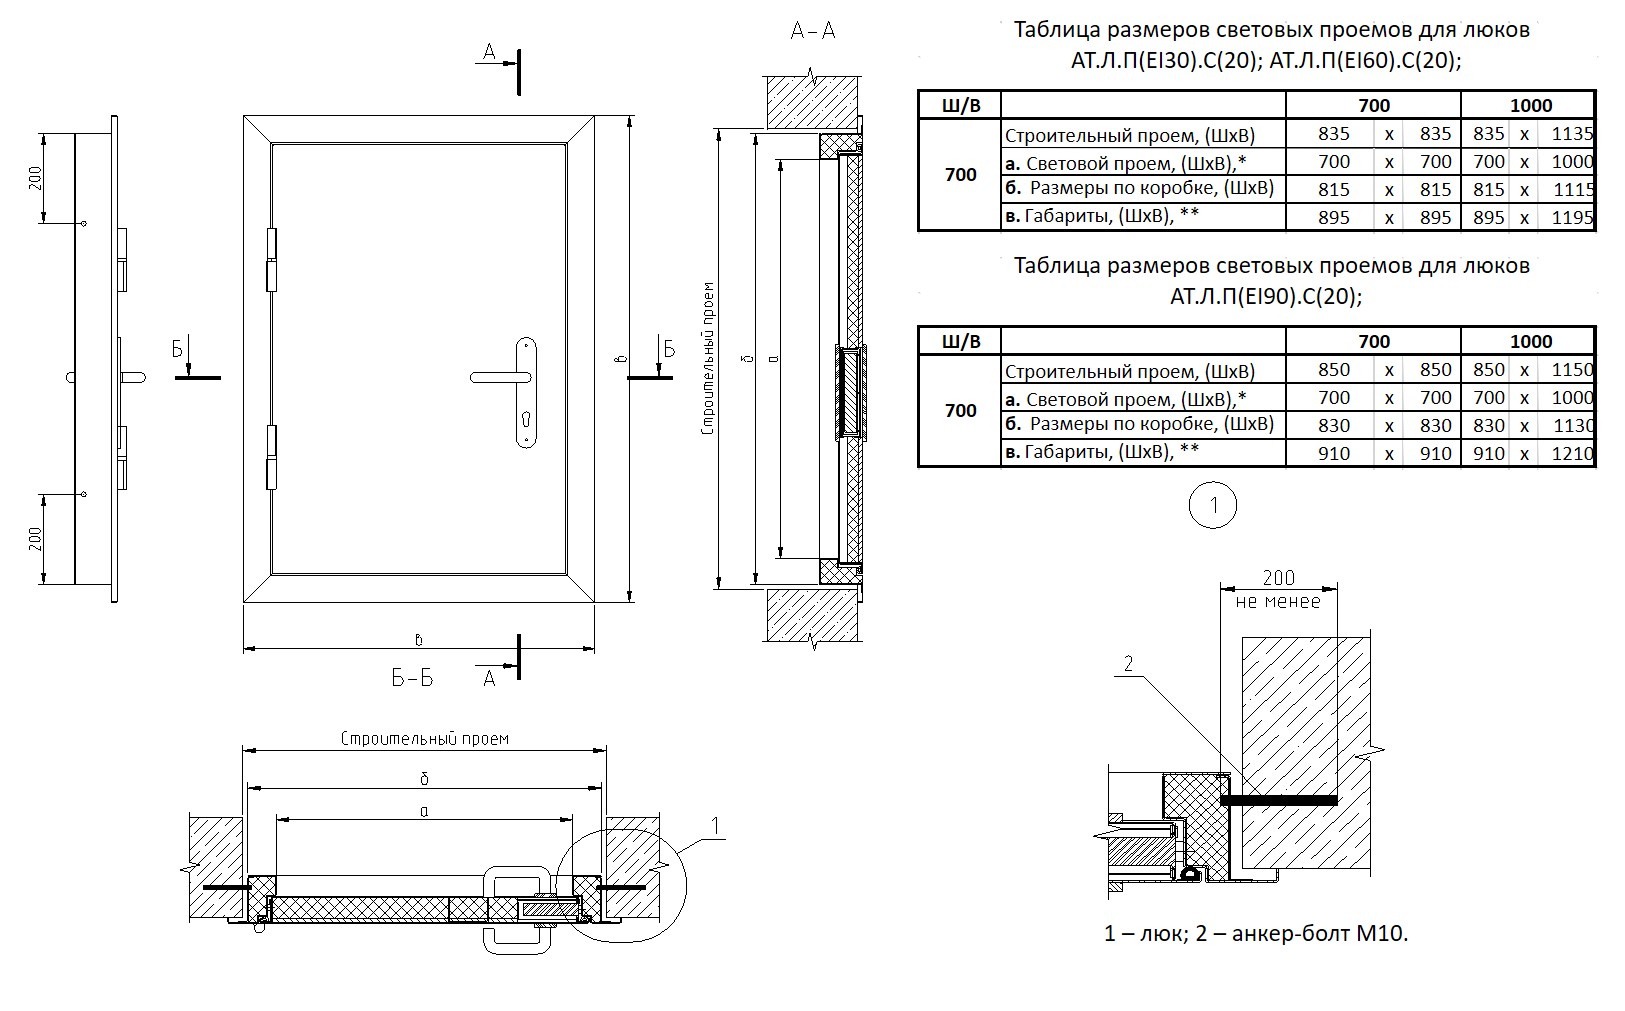 А
А-А
200
200
Б
Б
в
в
А
Строительный проем
б
а
Б-Б
Строительный проем
б
а
1
Таблица размеров световых проемов для люков
АТ.Л.П(EI30).С(20); АТ.Л.П(EI60).С(20);
Ш/В 700 1000
700
Строительный проем, (ШхВ) 835 х 835 835 х 1135
а. Световой проем, (ШхВ),* 700 х 700 700 х 1000
б. Размеры по коробке, (ШхВ) 815 х 815 815 х 1115
в. Габариты, (ШхВ), ** 895 х 895 895 х 1195
Таблица размеров световых проемов для люков
АТ.Л.П(EI90).С(20);
Ш/В 700 1000
700
Строительный проем, (ШхВ) 850 х 850 850 х 1150
а. Световой проем, (ШхВ),* 700 х 700 700 х 1000
б. Размеры по коробке, (ШхВ) 830 х 830 830 х 1130
в. Габариты, (ШхВ), ** 910 х 910 910 х 1210
1
200
не менее
2
1 – люк; 2 – анкер-болт М10.